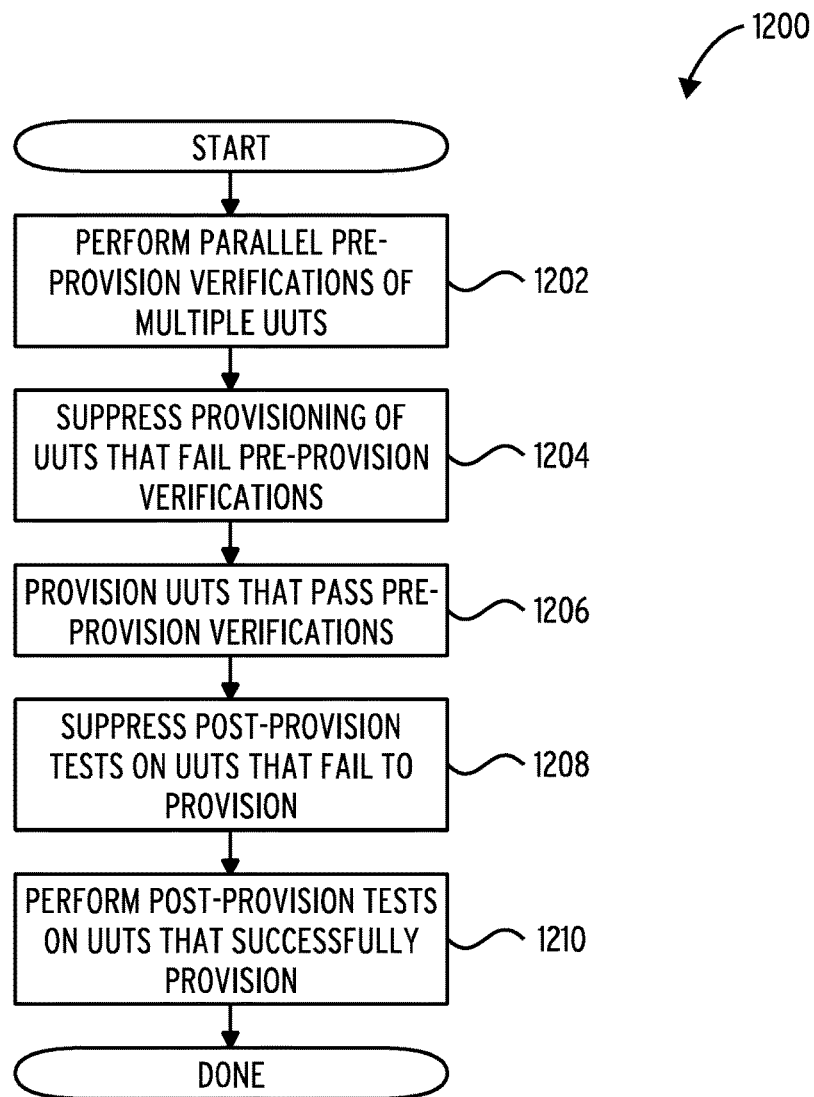 1200
START
PERFORM PARALLEL PRE-
PROVISION VERIFICATIONS OF
MULTIPLE UUTS
1202
SUPPRESS PROVISIONING OF
UUTS THAT FAIL PRE-PROVISION
VERIFICATIONS
1204
PROVISION UUTS THAT PASS PRE-
PROVISION VERIFICATIONS
1206
SUPPRESS POST-PROVISION
TESTS ON UUTS THAT FAIL TO
PROVISION
1208
PERFORM POST-PROVISION TESTS
ON UUTS THAT SUCCESSFULLY
PROVISION
1210
DONE